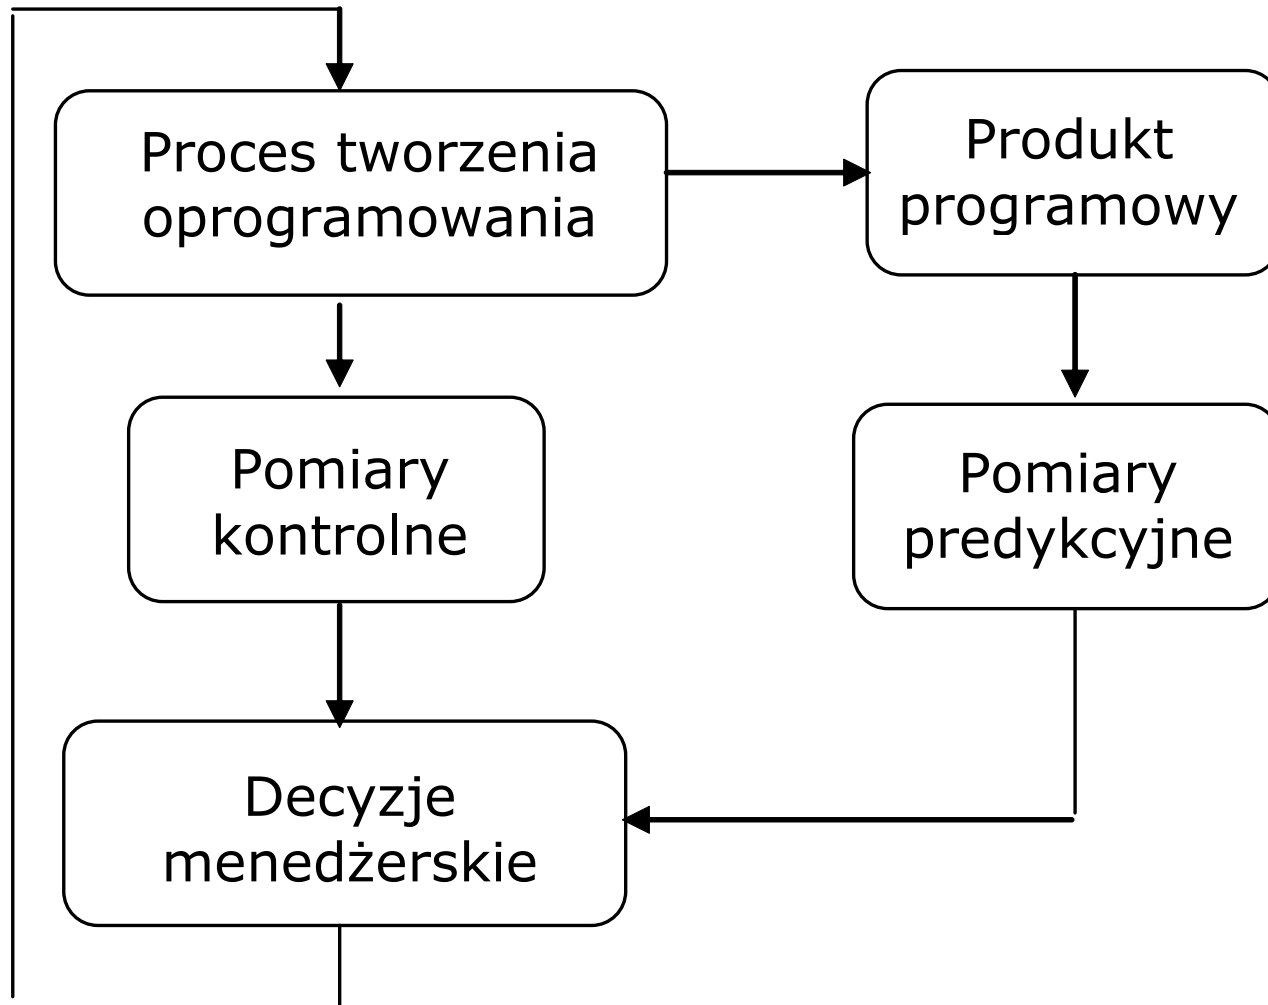 Proces tworzenia
oprogramowania
Produkt
programowy
Pomiary
kontrolne
Pomiary
predykcyjne
Decyzje
menedżerskie